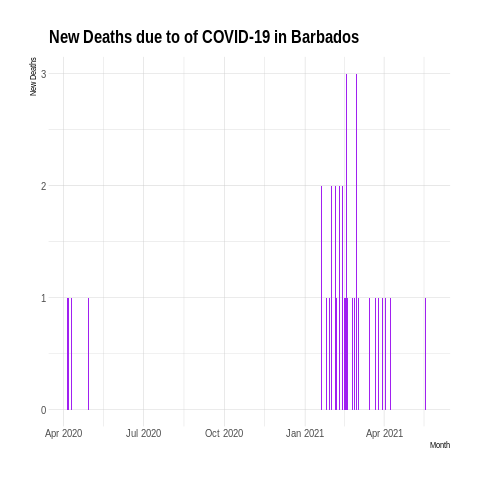 New Deaths due to of COVID-19 in Barbados
New Deaths
3
2
1
0
Apr 2020 Jul 2020 Oct 2020 Jan 2021 Apr 2021
Month